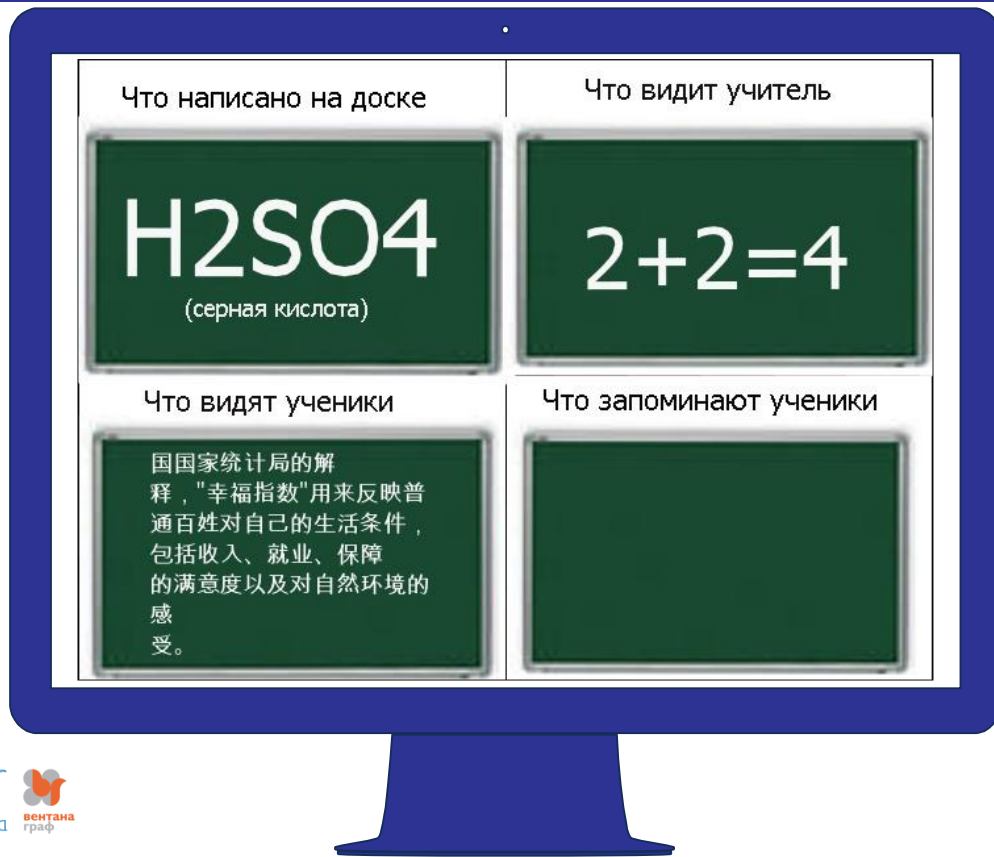 Что написано на доске
H2SO4
(серная кислота)
Что видит учитель
2+2=4
Что видят ученики
国国家统计局的解
释，"幸福指数"用来反映普
通百姓对自己的生活条件，
包括收入、就业、保障
的满意度以及对自然环境的
感
受。
Что запоминают ученики
вентана
граф